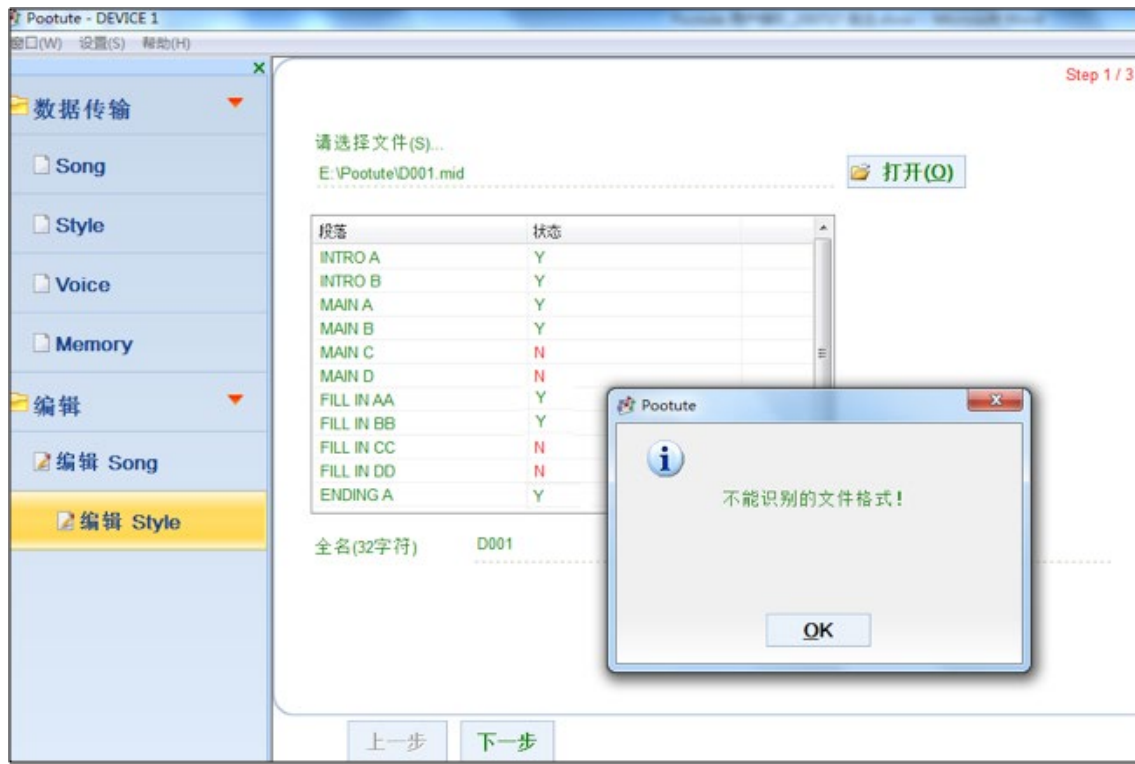 Pootute - DEVICE 1
窗口(W) 设置(S) 帮助(H)
Step 1 / 3
数据传输
Song
Style
Voice
Memory
编辑
编辑 Song
编辑 Style
请选择文件(S)...
E:\Pootute\D001.mid
打开(O)
段落 状态
INTRO A Y
INTRO B Y
MAIN A Y
MAIN B Y
MAIN C N
MAIN D N
FILL IN AA Y
FILL IN BB Y
FILL IN CC N
FILL IN DD N
ENDING A Y
全名(32字符) D001
Pootute
不能识别的文件格式!
OK
上一步 下一步